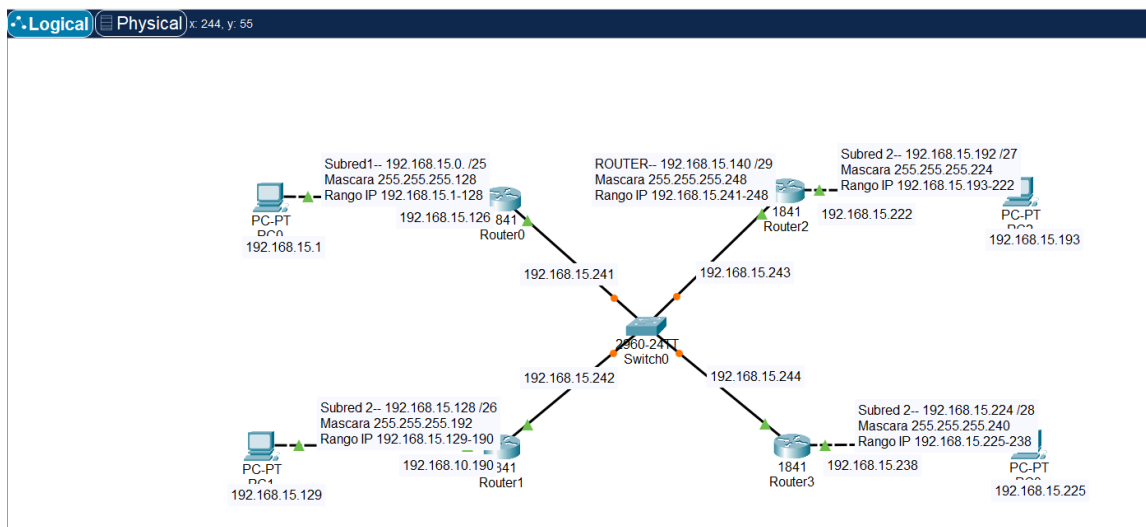 Logical Physical x: 244, y: 55
Subred1-- 192.168.15.0. /25
Mascara 255.255.255.128
Rango IP 192.168.15.1-128
192.168.15.126
841
Router0
PC-PT
PC0
192.168.15.1
ROUTER-- 192.168.15.140 /29
Mascara 255.255.255.248
Rango IP 192.168.15.241-248
Subred 2-- 192.168.15.192 /27
Mascara 255.255.255.224
Rango IP 192.168.15.193-222
1841
Router2
192.168.15.222
PC-PT
192.168.15.193
192.168.15.241
192.168.15.243
2960-24TT
Switch0
192.168.15.242
192.168.15.244
Subred 2-- 192.168.15.128 /26
Mascara 255.255.255.192
Rango IP 192.168.15.129-190
192.168.10.190
841
Router1
PC-PT
PC1
192.168.15.129
Subred 2-- 192.168.15.224 /28
Mascara 255.255.255.240
Rango IP 192.168.15.225-238
1841
Router3
192.168.15.238
PC-PT
192.168.15.225